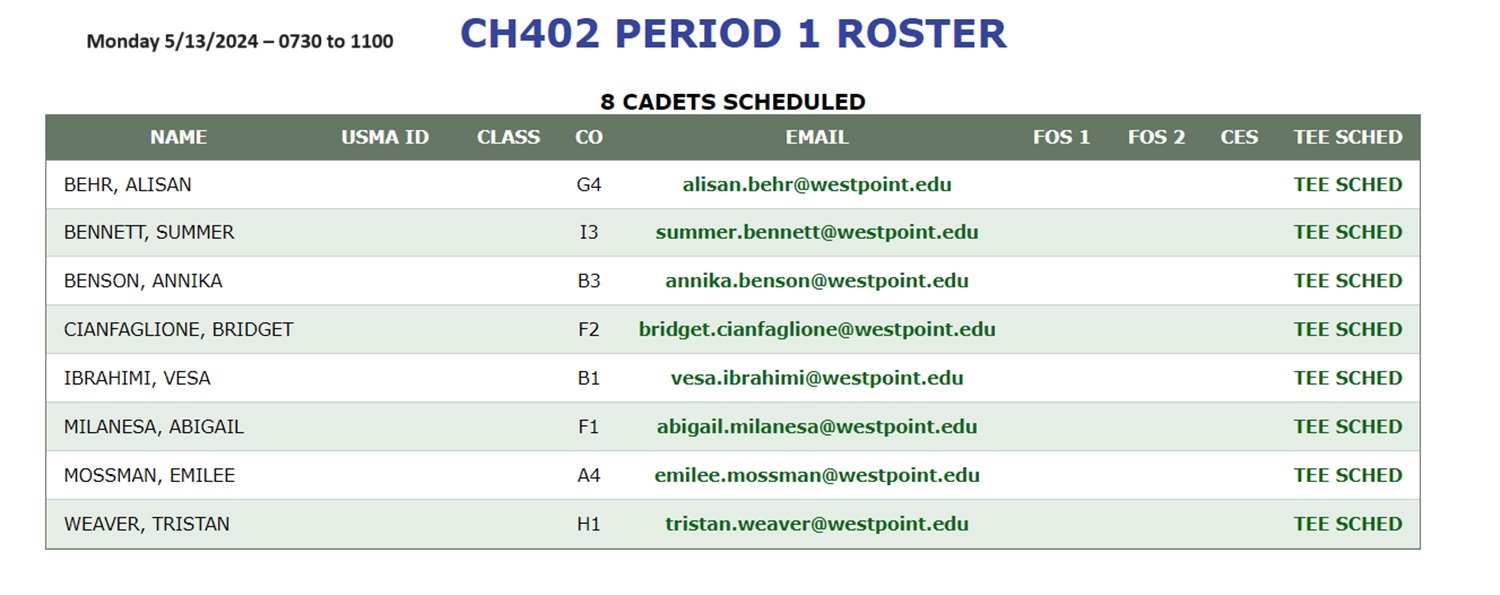 Monday 5/13/2024 – 0730 to 1100 CH402 PERIOD 1 ROSTER
8 CADETS SCHEDULED
NAME USMA ID CLASS CO EMAIL FOS 1 FOS 2 CES TEE SCHED
BEHR, ALISAN G4 alisan.behr@westpoint.edu TEE SCHED
BENNETT, SUMMER I3 summer.bennett@westpoint.edu TEE SCHED
BENSON, ANNIKA B3 annika.benson@westpoint.edu TEE SCHED
CIANFAGLIONE, BRIDGET F2 bridget.cianfaglione@westpoint.edu TEE SCHED
IBRAHIMI, VESA B1 vesa.ibrahimi@westpoint.edu TEE SCHED
MILANESA, ABIGAIL F1 abigail.milanesa@westpoint.edu TEE SCHED
MOSSMAN, EMILEE A4 emilee.mossman@westpoint.edu TEE SCHED
WEAVER, TRISTAN H1 tristan.weaver@westpoint.edu TEE SCHED